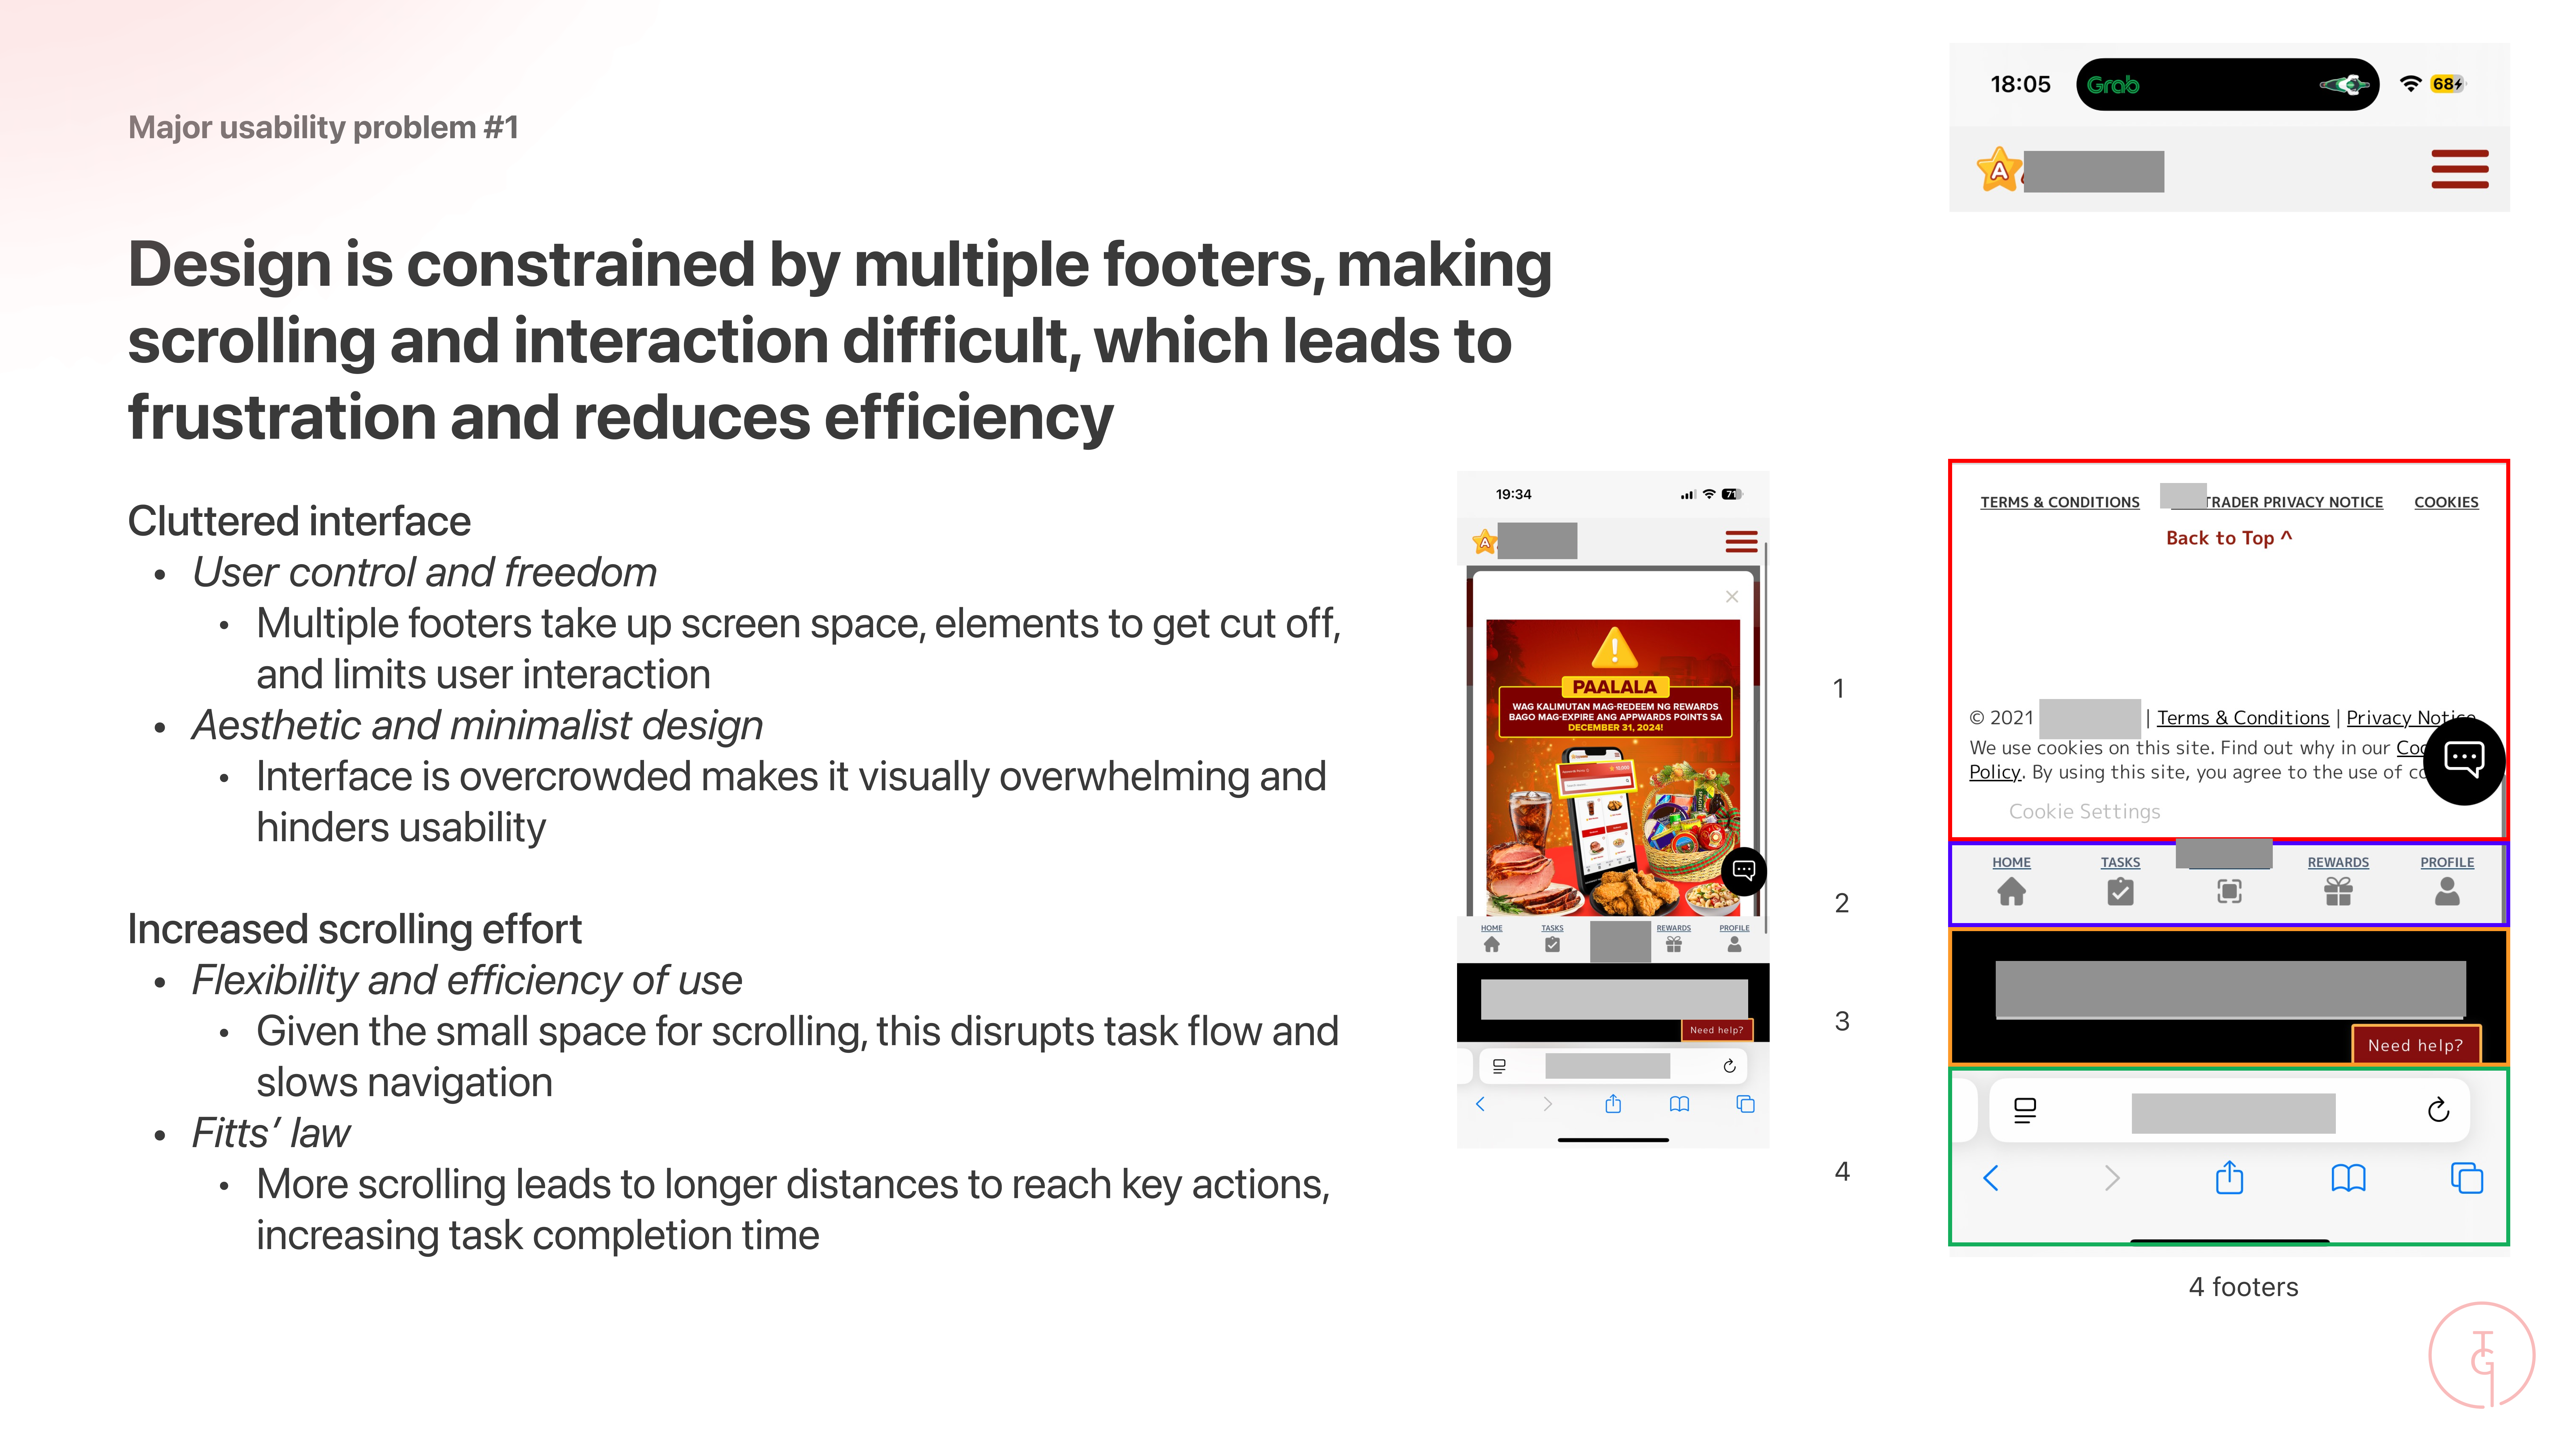 Major usability problem #1
Design is constrained by multiple footers, making
scrolling and interaction difficult, which leads to
frustration and reduces efficiency
Cluttered interface
• User control and freedom
• Multiple footers take up screen space, elements to get cut off,
and limits user interaction
• Aesthetic and minimalist design
• Interface is overcrowded makes it visually overwhelming and
hinders usability
Increased scrolling effort
• Flexibility and efficiency of use
• Given the small space for scrolling, this disrupts task flow and
slows navigation
• Fitts’ law
• More scrolling leads to longer distances to reach key actions,
increasing task completion time
19:34
71
A
PAALALA
WAG KALIMUTAN MAG-REDEEM NG REWARDS
BAGO MAG-EXPIRE ANG APPWARDS POINTS SA
DECEMBER 31, 2024!
HOME TASKS REWARDS PROFILE
Need help?
1
2
3
4
18:05 Grab 68
A
TERMS & CONDITIONS TRADER PRIVACY NOTICE COOKIES
Back to Top ^
© 2021 | Terms & Conditions | Privacy Notice
We use cookies on this site. Find out why in our Coo
Policy. By using this site, you agree to the use of co
Cookie Settings
HOME TASKS REWARDS PROFILE
Need help?
4 footers
TG